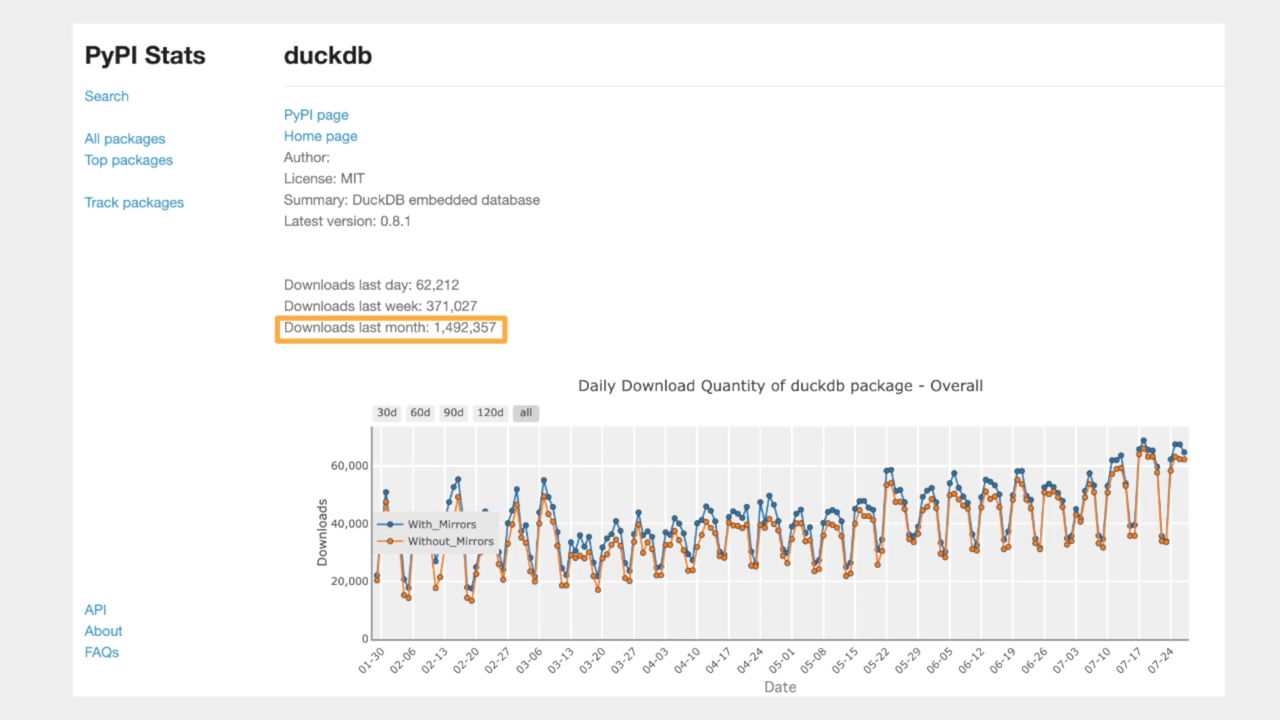 PyPI Stats
Search
All packages
Top packages
Track packages
API
About
FAQs
duckdb
PyPI page
Home page
Author:
License: MIT
Summary: DuckDB embedded database
Latest version: 0.8.1
Downloads last day: 62,212
Downloads last week: 371,027
Downloads last month: 1,492,357
Daily Download Quantity of duckdb package - Overall
30d 60d 90d 120d all
Downloads
60,000
40,000
20,000
0
With_Mirrors
Without_Mirrors
01-30 02-06 02-13 02-20 02-27 03-06 03-13 03-20 03-27 04-03 04-10 04-17 04-24 05-01 05-08 05-15 05-22 05-29 06-05 06-12 06-19 06-26 07-03 07-10 07-17 07-24
Date